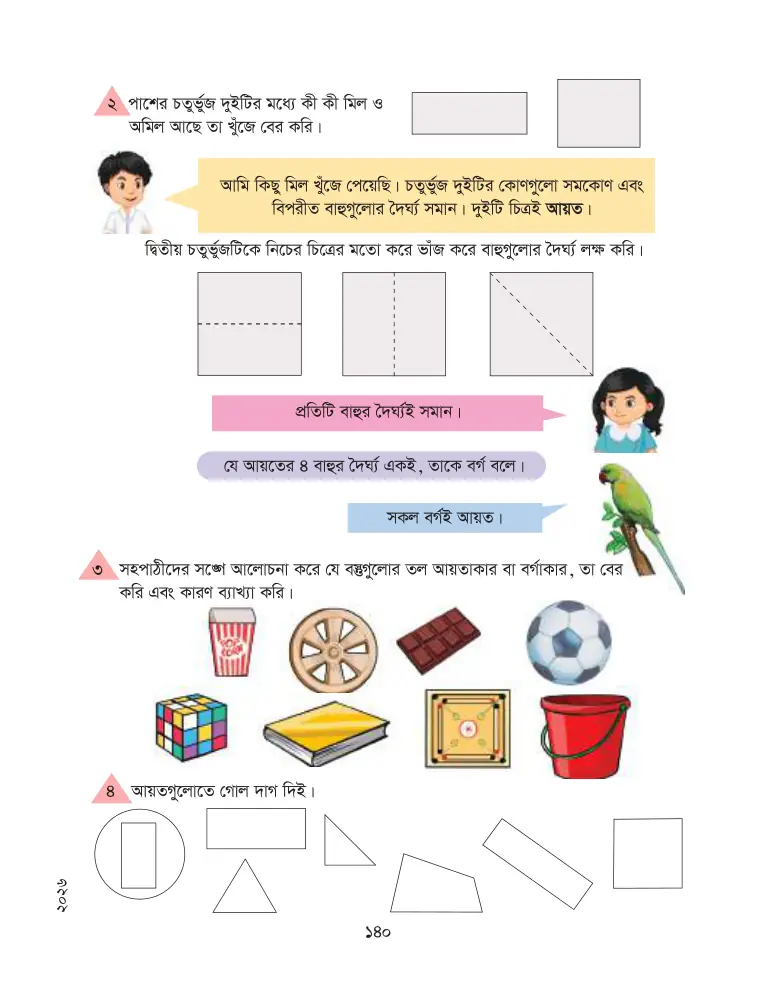 ২ পাশের চতুর্ভুজ দুইটির মধ্যে কী কী মিল ও
অমিল আছে তা খুঁজে বের করি।
আমি কিছু মিল খুঁজে পেয়েছি। চতুর্ভুজ দুইটির কোণগুলো সমকোণ এবং
বিপরীত বাহুগুলোর দৈর্ঘ্য সমান। দুইটি চিত্রই আয়ত।
দ্বিতীয় চতুর্ভুজটিকে নিচের চিত্রের মতো করে ভাঁজ করে বাহুগুলোর দৈর্ঘ্য লক্ষ করি।
প্রতিটি বাহুর দৈর্ঘ্যই সমান।
যে আয়তের ৪ বাহুর দৈর্ঘ্য একই, তাকে বর্গ বলে।
সকল বর্গই আয়ত।
৩ সহপাঠীদের সঙ্গে আলোচনা করে যে বস্তুগুলোর তল আয়তাকার বা বর্গাকার, তা বের
করি এবং কারণ ব্যাখ্যা করি।
POP
CORN
৪ আয়তগুলোতে গোল দাগ দিই।
২০২৬
১৪০